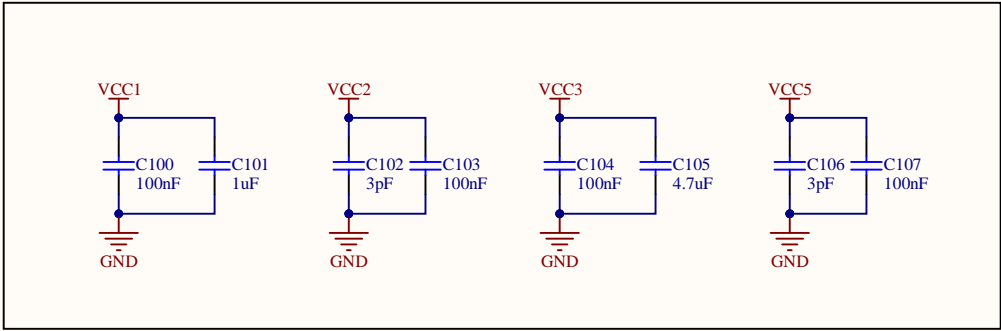 VCC1
VCC2
VCC3
VCC5
C100
100nF
C101
1uF
C102
3pF
C103
100nF
C104
100nF
C105
4.7uF
C106
3pF
C107
100nF
GND
GND
GND
GND